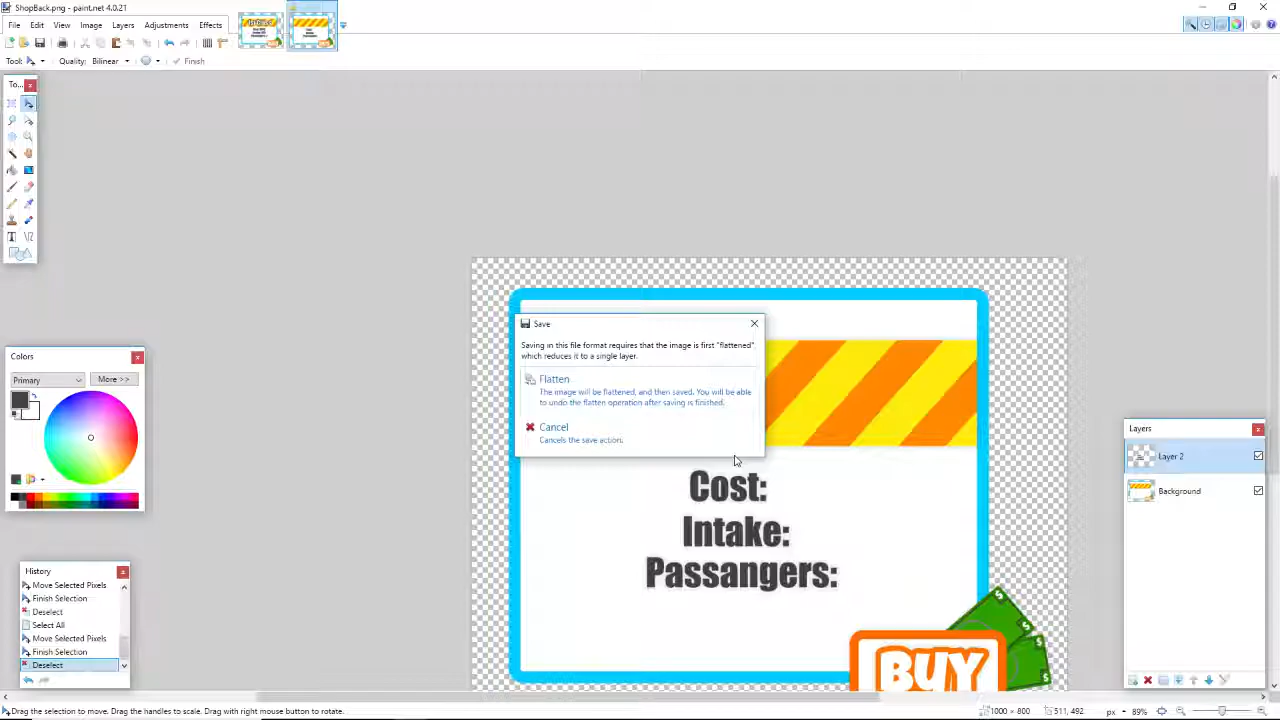 ShopBack.png - paint.net 4.0.21
File Edit View Image Layers Adjustments Effects
Tool: Quality: Bilinear Finish
To...
Colors
Primary
More >>
History
Move Selected Pixels
Finish Selection
Deselect
Select All
Move Selected Pixels
Finish Selection
Deselect
Save
Saving in this file format requires that the image is first "flattened",
which reduces it to a single layer.
Flatten
The image will be flattened, and then saved. You will be able
to undo the flatten operation after saving is finished.
Cancel
Cancels the save action.
Cost:
Intake:
Passangers:
BUY
Layers
Layer 2
Background
Drag the selection to move. Drag the handles to scale. Drag with right mouse button to rotate.
1000 × 800
511, 492
px
89%